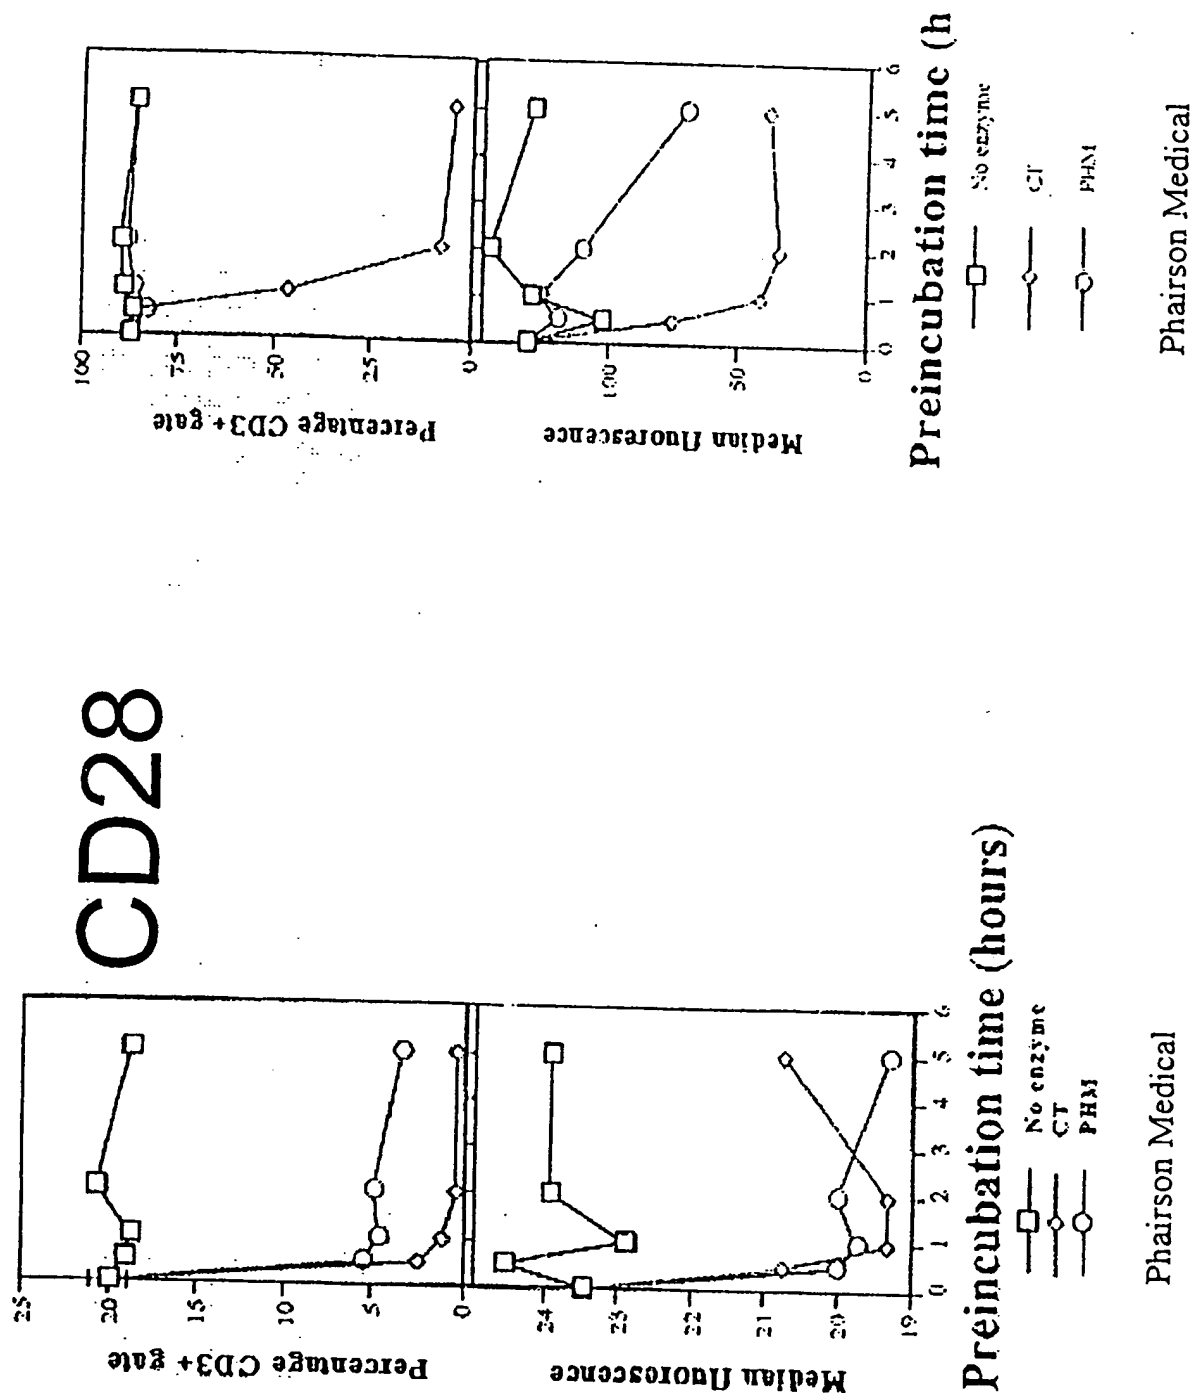 CD28
25
20
15
10
5
0
Percentage CD3+ gate
24
23
22
21
20
19
Median fluorescence
0
1
2
3
4
5
6
Preincubation time (hours)
No enzyme
CT
PHM
Phairson Medical
100
75
50
25
0
Percentage CD3+ gate
100
50
0
Median fluorescence
0
1
2
3
4
5
6
Preincubation time (h
No enzyme
CT
PHM
Phairson Medical